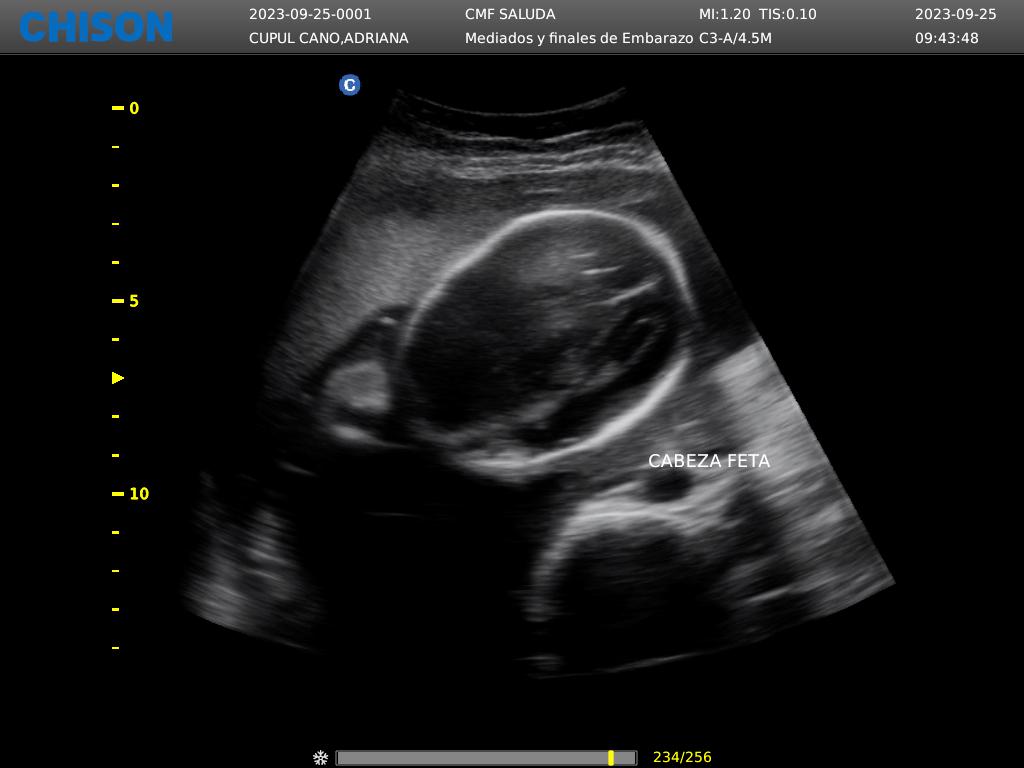 CHISON
2023-09-25-0001 CMF SALUDA MI:1.20 TIS:0.10 2023-09-25
CUPUL CANO,ADRIANA Mediados y finales de Embarazo C3-A/4.5M 09:43:48
C
0
5
CABEZA FETA
10
234/256